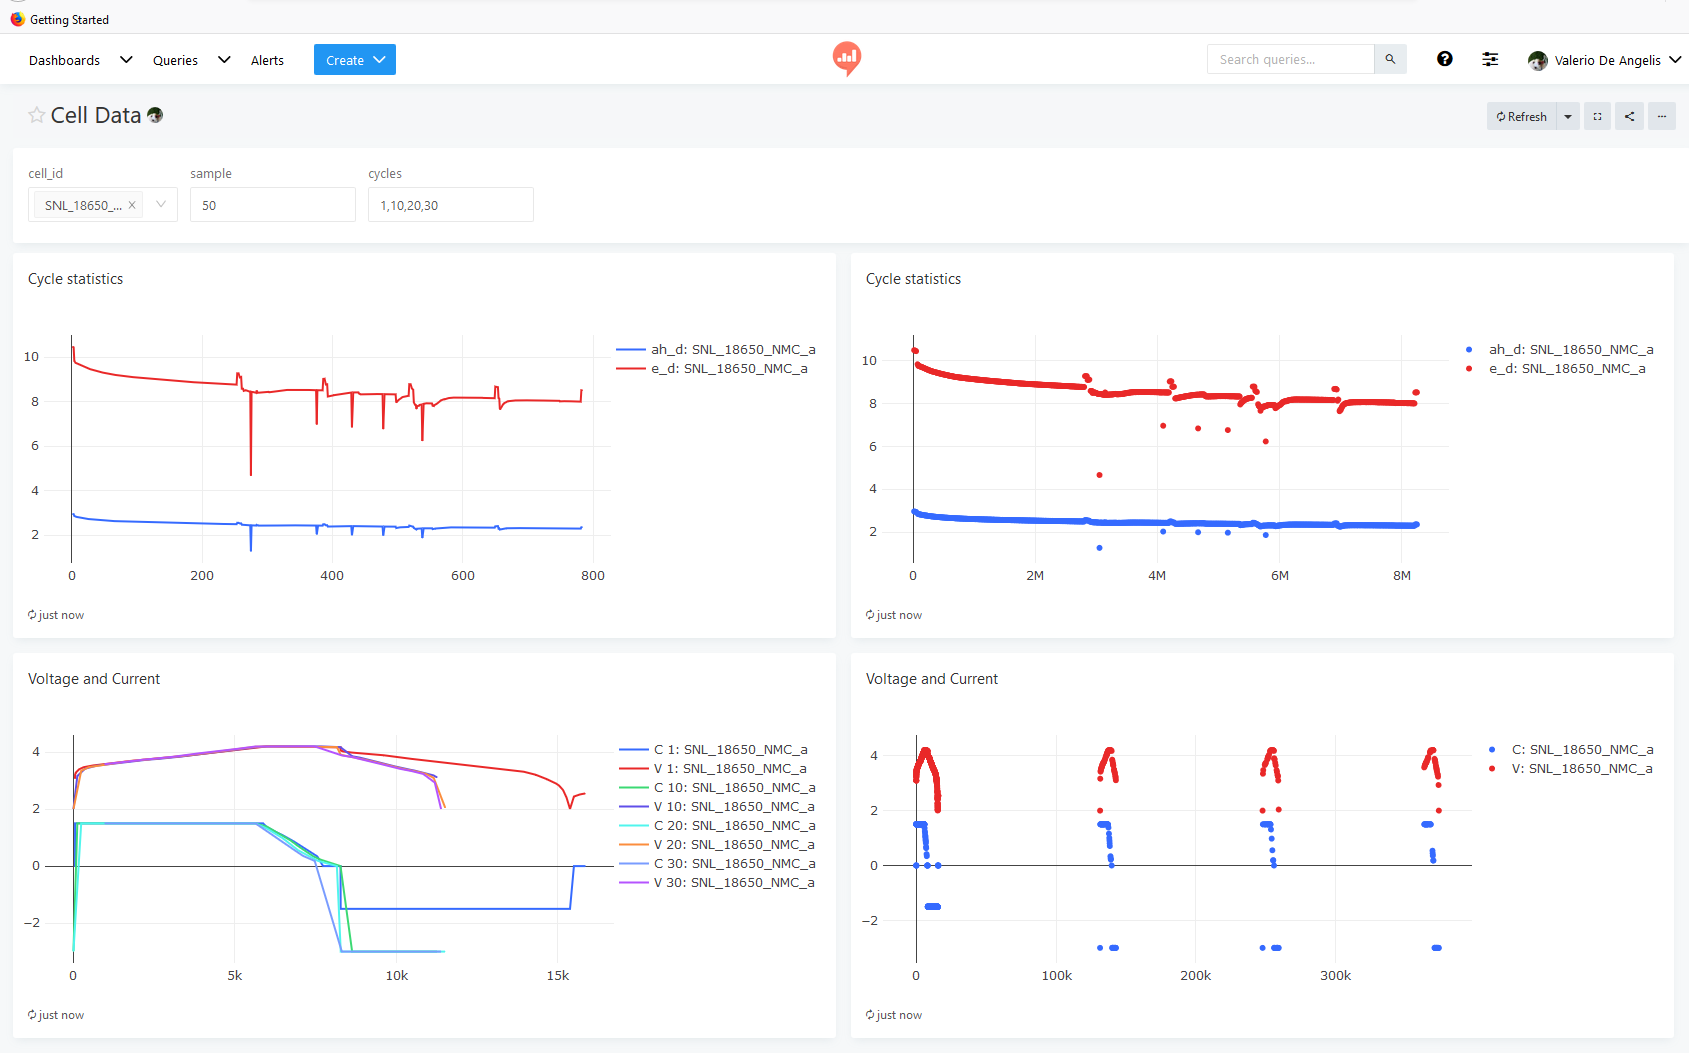 Getting Started
Dashboards Queries Alerts Create Search queries... Valerio De Angelis
Cell Data Refresh
cell_id sample cycles
SNL_18650_... × 50 1,10,20,30
Cycle statistics
ah_d: SNL_18650_NMC_a
e_d: SNL_18650_NMC_a
10
8
6
4
2
0 200 400 600 800
just now
Cycle statistics
ah_d: SNL_18650_NMC_a
e_d: SNL_18650_NMC_a
10
8
6
4
2
0 2M 4M 6M 8M
just now
Voltage and Current
C 1: SNL_18650_NMC_a
V 1: SNL_18650_NMC_a
C 10: SNL_18650_NMC_a
V 10: SNL_18650_NMC_a
C 20: SNL_18650_NMC_a
V 20: SNL_18650_NMC_a
C 30: SNL_18650_NMC_a
V 30: SNL_18650_NMC_a
4
2
0
−2
0 5k 10k 15k
just now
Voltage and Current
C: SNL_18650_NMC_a
V: SNL_18650_NMC_a
4
2
0
−2
0 100k 200k 300k
just now